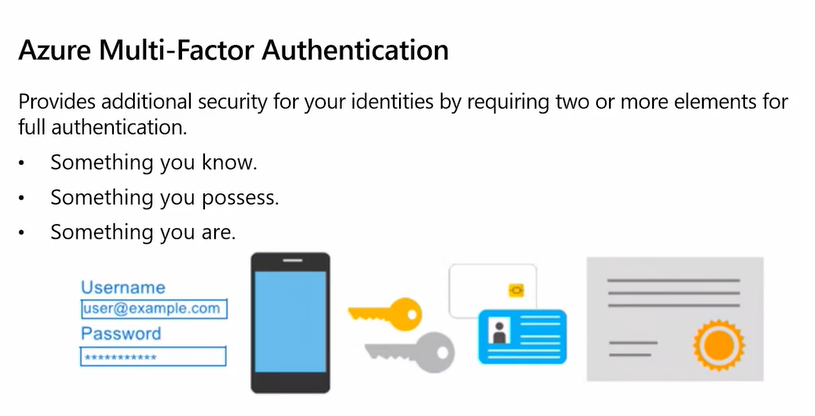 Azure Multi-Factor Authentication
Provides additional security for your identities by requiring two or more elements for
full authentication.
• Something you know.
• Something you possess.
• Something you are.
Username
user@example.com
Password
***********